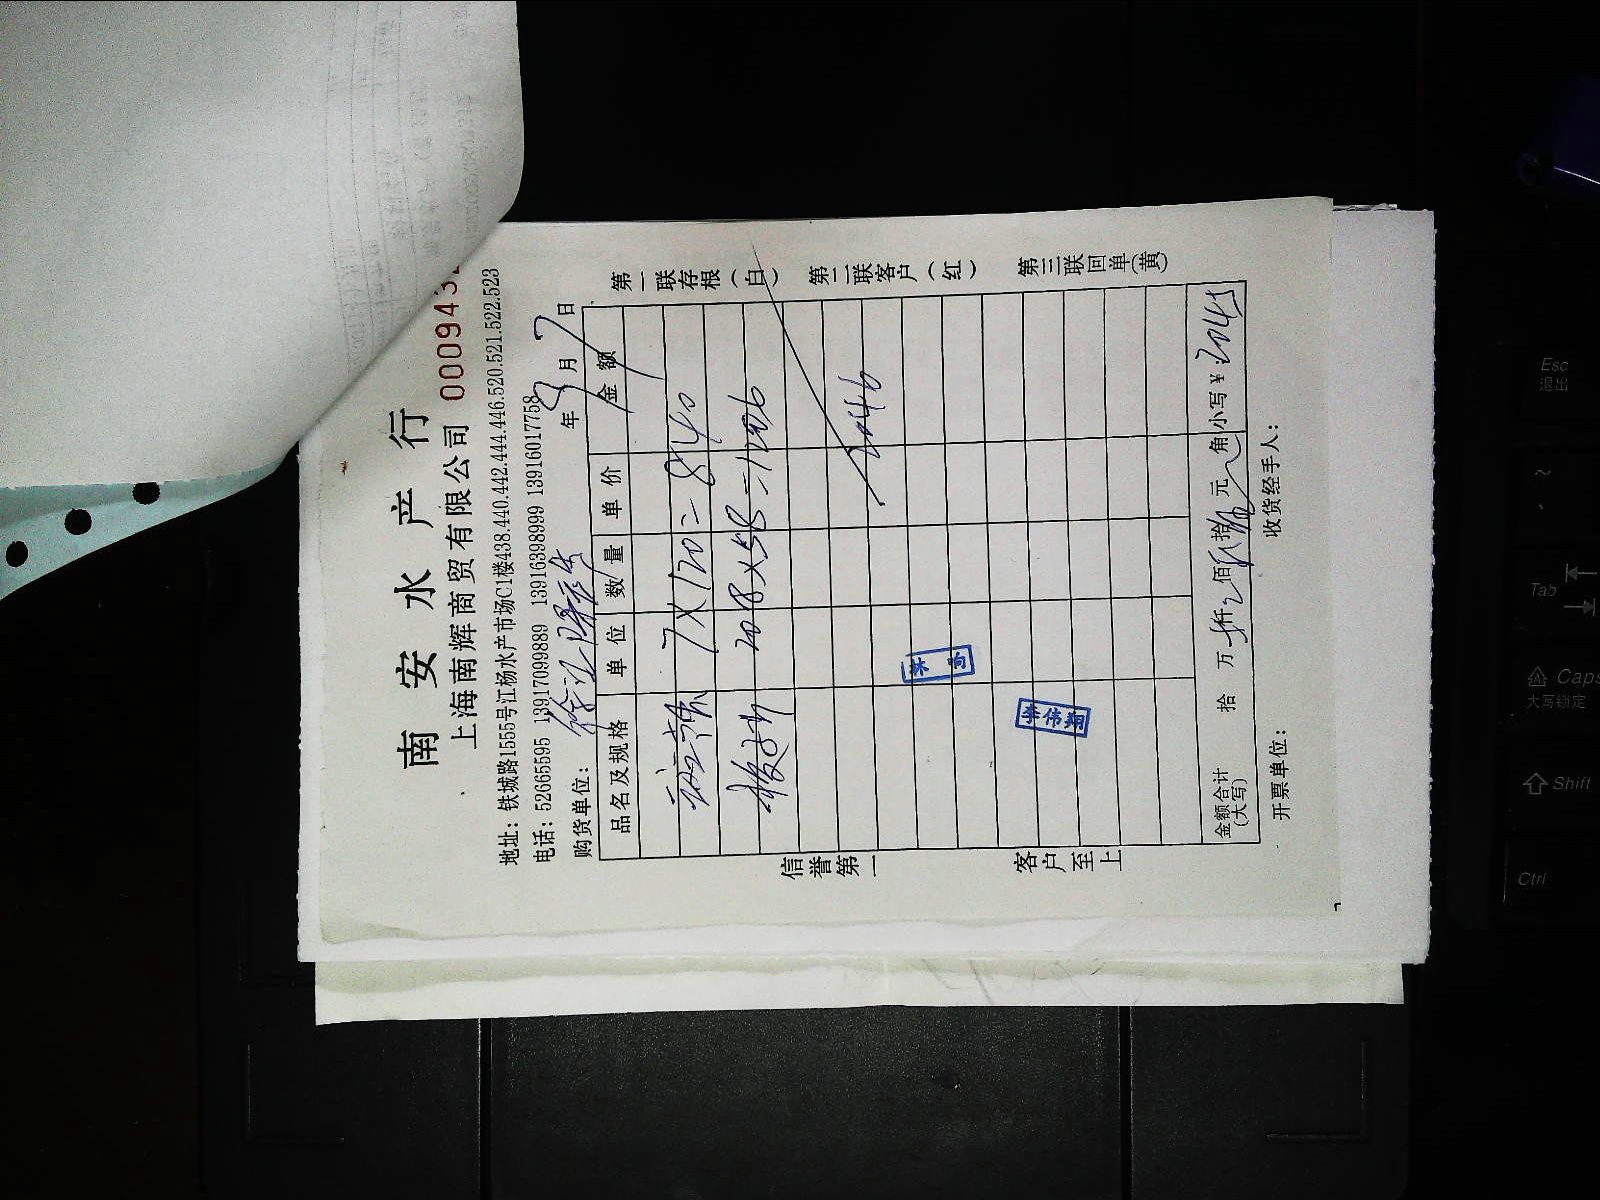 南安水产行
上海南辉商贸有限公司 000943
地址：铁城路1555号江杨水产市场C1楼438.440.442.444.446.520.521.522.523
电话：52665595 13917099889 13916398999 13916017758
购货单位： 年 3 月 7 日
品名及规格 单位 数量 单价 金额
7×120=840
208×58=1206
2046
李伟翔
金额合计（大写） 拾 万 仟 2 佰 拾 元 角 小写￥：2045
开票单位： 收货经手人：
信誉第一 客户至上
第一联存根（白） 第二联客户（红） 第三联回单（黄）
Esc
退出
Tab
Caps
大写锁定
Shift
Ctrl